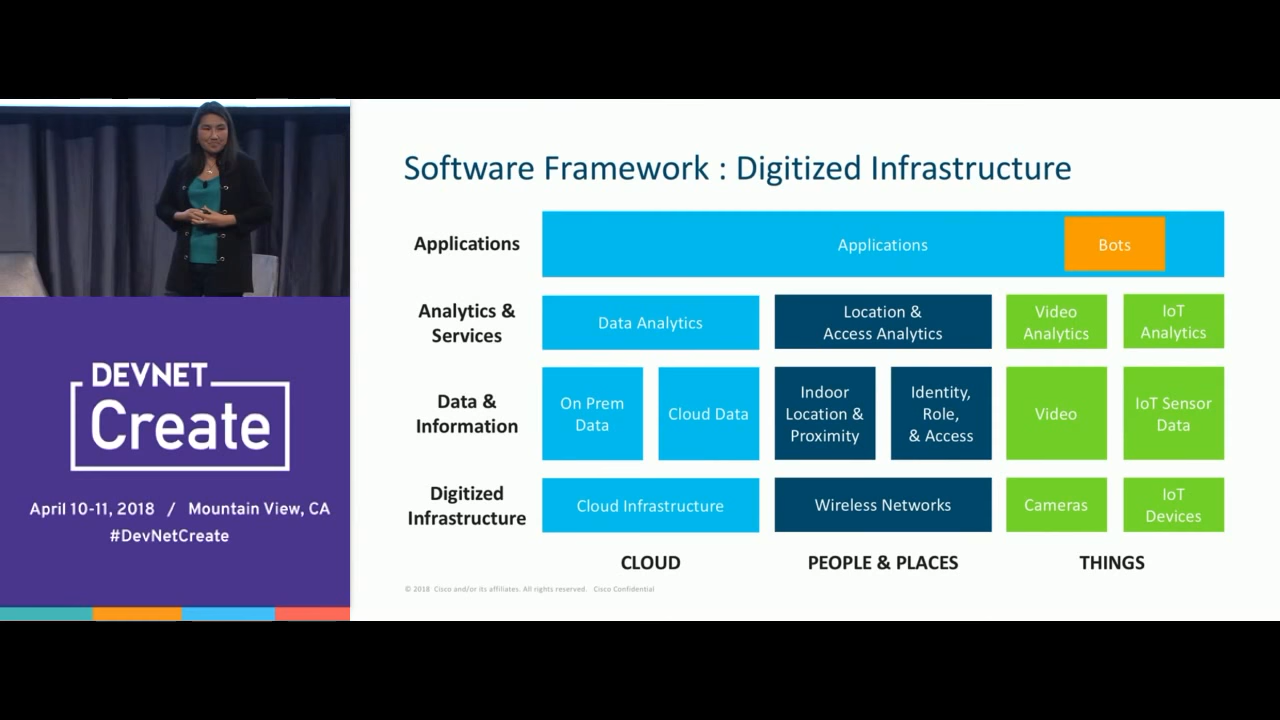 Software Framework : Digitized Infrastructure
Applications
Applications
Bots
Analytics &
Services
Data Analytics
Location &
Access Analytics
Video
Analytics
IoT
Analytics
Data &
Information
On Prem
Data
Cloud Data
Indoor
Location &
Proximity
Identity,
Role,
& Access
Video
IoT Sensor
Data
Digitized
Infrastructure
Cloud Infrastructure
Wireless Networks
Cameras
IoT
Devices
CLOUD
PEOPLE & PLACES
THINGS
© 2018 Cisco and/or its affiliates. All rights reserved. Cisco Confidential
DEVNET
Create
April 10-11, 2018 / Mountain View, CA
#DevNetCreate